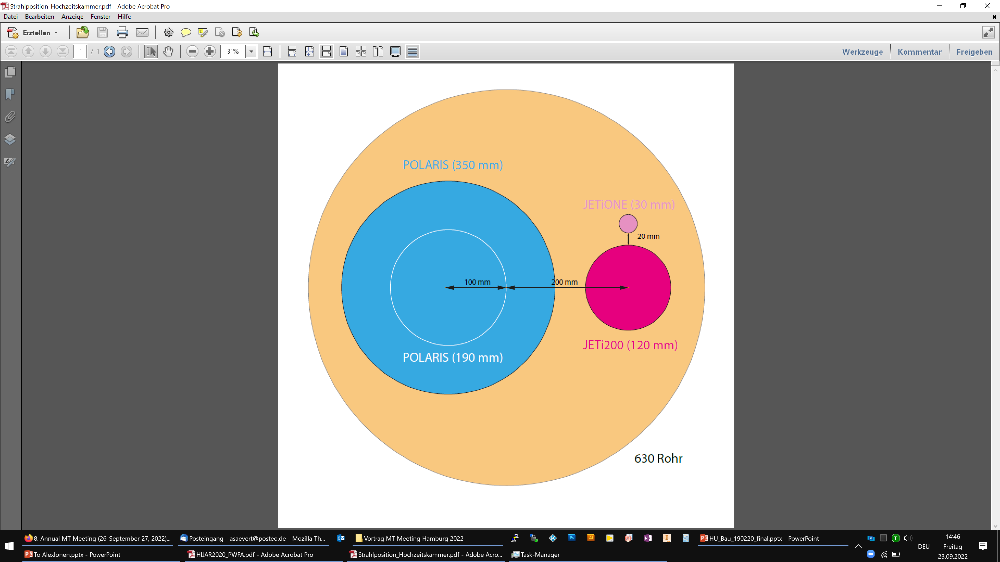 Strahlposition_Hochzeitskammer.pdf - Adobe Acrobat Pro
Datei Bearbeiten Anzeige Fenster Hilfe
Erstellen
1 / 1 31% Werkzeuge Kommentar Freigeben
POLARIS (350 mm)
JETiONE (30 mm)
20 mm
100 mm 200 mm
JETi200 (120 mm)
POLARIS (190 mm)
630 Rohr
8. Annual MT Meeting (26-September 27, 2022)... Posteingang - asaevert@posteo.de - Mozilla Th... Vortrag MT Meeting Hamburg 2022 HU_Bau_190220_final.pptx - PowerPoint
To AlexIonen.pptx - PowerPoint HIJAR2020_PWFA.pdf - Adobe Acrobat Pro Strahlposition_Hochzeitskammer.pdf - Adobe Acro... Task-Manager
DEU
14:46
Freitag
23.09.2022